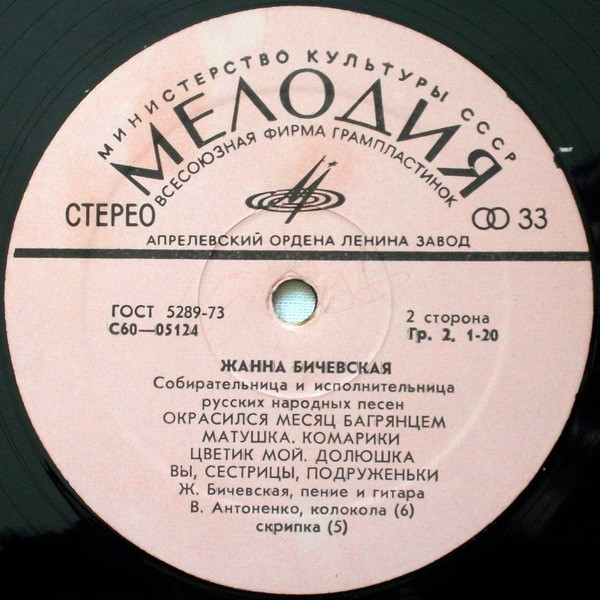 МИНИСТЕРСТВО КУЛЬТУРЫ СССР
МЕЛОДИЯ
ВСЕСОЮЗНАЯ ФИРМА ГРАМПЛАСТИНОК
СТЕРЕО
33
АПРЕЛЕВСКИЙ ОРДЕНА ЛЕНИНА ЗАВОД
ГОСТ 5289-73
2 сторона
С60—05124
Гр. 2. 1-20
ЖАННА БИЧЕВСКАЯ
Собирательница и исполнительница
русских народных песен
ОКРАСИЛСЯ МЕСЯЦ БАГРЯНЦЕМ
МАТУШКА. КОМАРИКИ
ЦВЕТИК МОЙ. ДОЛЮШКА
ВЫ, СЕСТРИЦЫ, ПОДРУЖЕНЬКИ
Ж. Бичевская, пение и гитара
В. Антоненко, колокола (6)
скрипка (5)